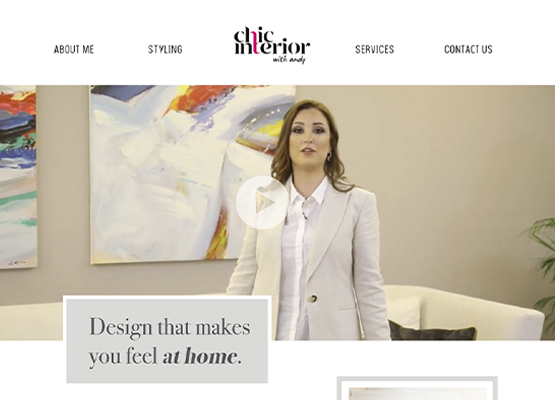 ABOUT ME
STYLING
chic
interior
with andy
SERVICES
CONTACT US
Design that makes
you feel at home.